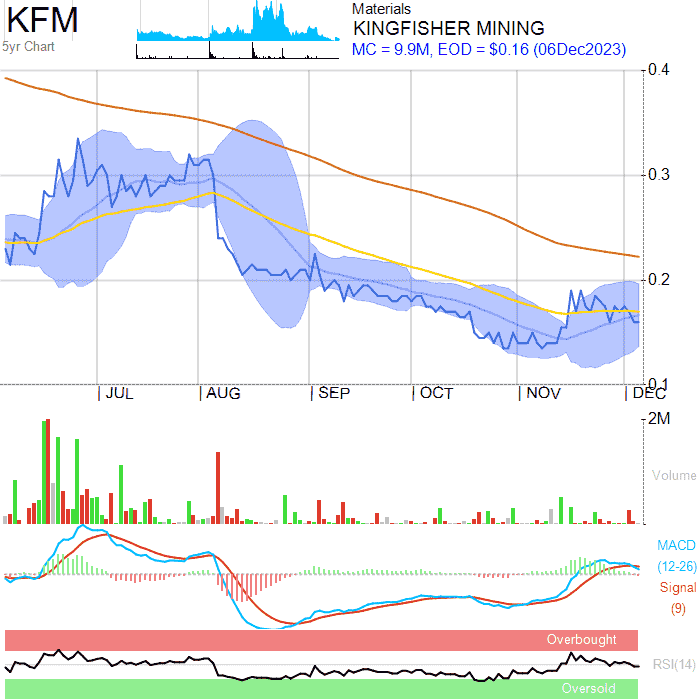 KFM
5yr Chart
Materials
KINGFISHER MINING
MC = 9.9M, EOD = $0.16 (06Dec2023)
0.4
0.3
0.2
0.1
JUL
AUG
SEP
OCT
NOV
DEC
2M
Volume
MACD
(12-26)
Signal
(9)
Overbought
RSI(14)
Oversold